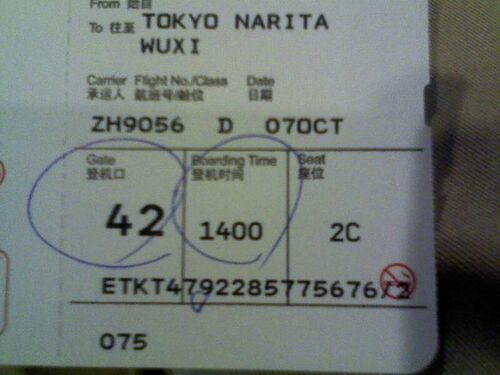 From 始自
To 往至 TOKYO NARITA
WUXI
Carrier Flight No./Class Date
承运人 航班号/舱位 日期
ZH9056 D 07OCT
Gate Boarding Time Seat
登机口 登机时间 座位
42 1400 2C
ETKT4792285775676/2
075